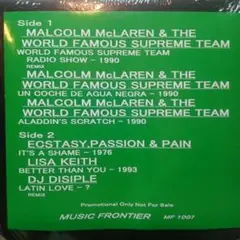 Side 1
MALCOLM McLAREN & THE
WORLD FAMOUS SUPREME TEAM
WORLD FAMOUS SUPREME TEAM
RADIO SHOW - 1990
REMIX
MALCOLM McLAREN & THE
WORLD FAMOUS SUPREME TEAM
UN COCHE DE AQUA NEGRA - 1990
MALCOLM McLAREN & THE
WORLD FAMOUS SUPREME TEAM
ALADDIN'S SCRATCH - 1990
Side 2
ECSTASY,PASSION & PAIN
IT'S A SHAME - 1976
LISA KEITH
BETTER THAN YOU - 1993
DJ DISIPLE
LATIN LOVE - ?
REMIX
Promotional Only Not For Sale
MUSIC FRONTIER MF 1007